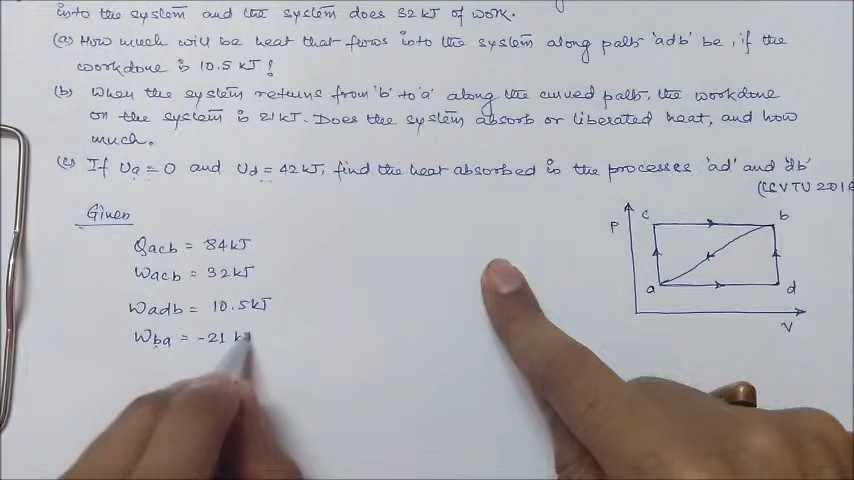 into the system and the system does 32 kJ of work.
(a) How much will be heat that flows into the system along path 'adb' be, if the
workdone is 10.5 kJ?
(b) When the system returns from 'b' to 'a' along the curved path, the workdone
on the system is 21 kJ. Does the system absorb or liberated heat, and how
much.
(c) If Ua = 0 and Ud = 42 kJ, find the heat absorbed in the processes 'ad' and 'db'
(CSVTU 2016
Given
Qacb = 84 kJ
Wacb = 32 kJ
Wadb = 10.5 kJ
Wba = -21 k
P
c
b
a
d
V